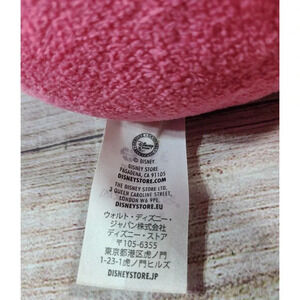 © DISNEY
DISNEY STORE
PASADENA, CA 91105
DISNEYSTORE.COM
THE DISNEY STORE LTD.
3 QUEEN CAROLINE STREET,
LONDON W6 9PE
DISNEYSTORE.EU
ウォルト・ディズニー・
ジャパン株式会社
ディズニー・ストア
〒105-6355
東京都港区虎ノ門
1-23-1虎ノ門ヒルズ
DISNEYSTORE.JP